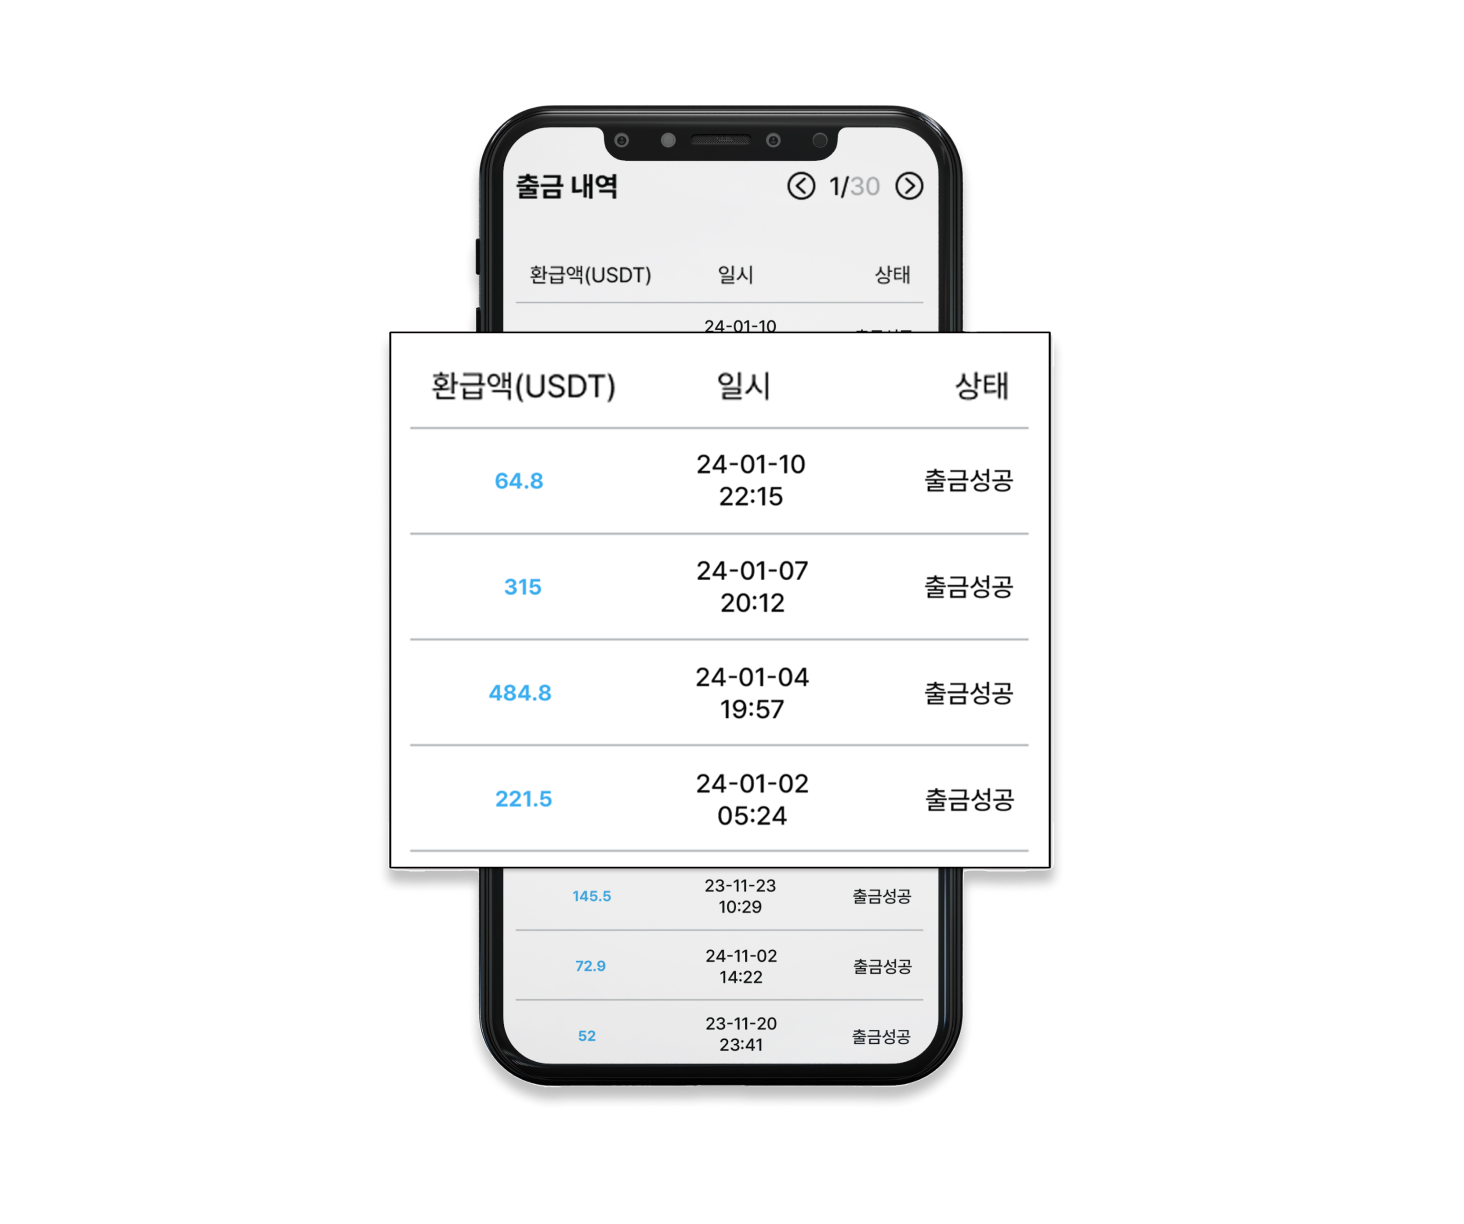 출금 내역 1/30
환급액(USDT) 일시 상태
24-01-10
환급액(USDT) 일시 상태
64.8 24-01-10 22:15 출금성공
315 24-01-07 20:12 출금성공
484.8 24-01-04 19:57 출금성공
221.5 24-01-02 05:24 출금성공
145.5 23-11-23 10:29 출금성공
72.9 24-11-02 14:22 출금성공
52 23-11-20 23:41 출금성공